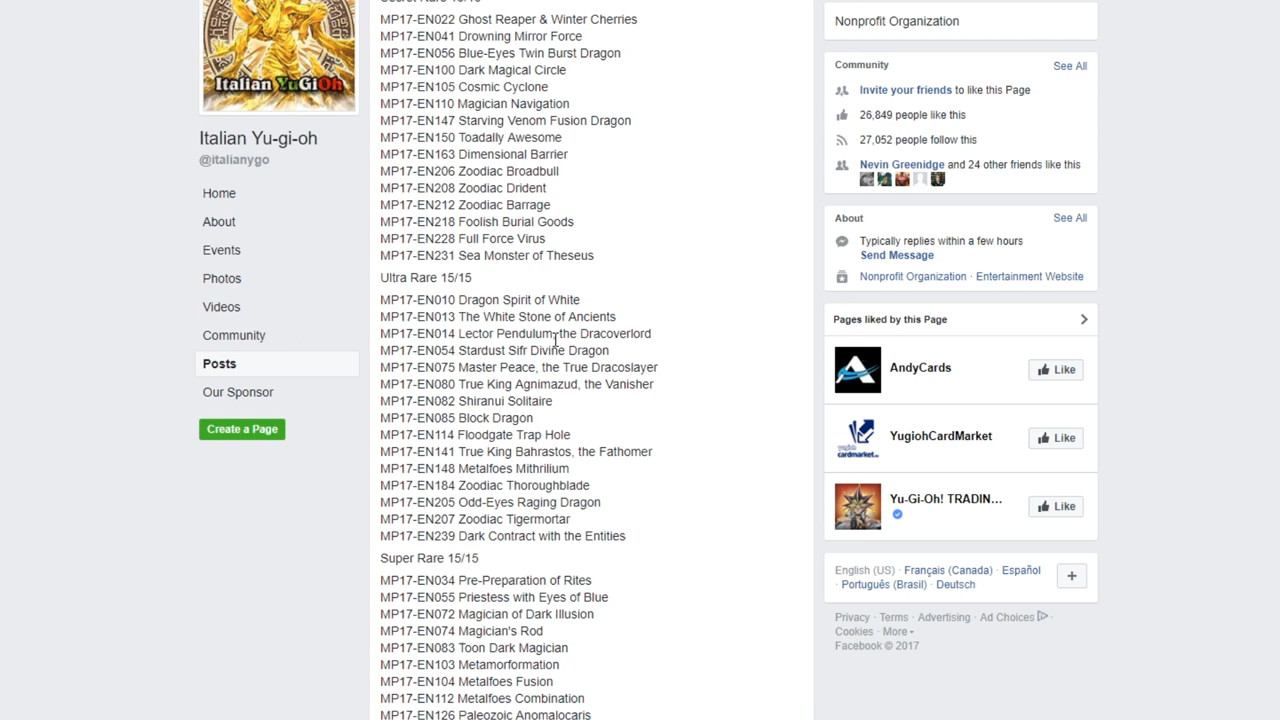 Italian YuGiOh
Italian Yu-gi-oh
@italianygo
Home
About
Events
Photos
Videos
Community
Posts
Our Sponsor
Create a Page
MP17-EN022 Ghost Reaper & Winter Cherries
MP17-EN041 Drowning Mirror Force
MP17-EN056 Blue-Eyes Twin Burst Dragon
MP17-EN100 Dark Magical Circle
MP17-EN105 Cosmic Cyclone
MP17-EN110 Magician Navigation
MP17-EN147 Starving Venom Fusion Dragon
MP17-EN150 Toadally Awesome
MP17-EN163 Dimensional Barrier
MP17-EN206 Zoodiac Broadbull
MP17-EN208 Zoodiac Drident
MP17-EN212 Zoodiac Barrage
MP17-EN218 Foolish Burial Goods
MP17-EN228 Full Force Virus
MP17-EN231 Sea Monster of Theseus
Ultra Rare 15/15
MP17-EN010 Dragon Spirit of White
MP17-EN013 The White Stone of Ancients
MP17-EN014 Lector Pendulum, the Dracoverlord
MP17-EN054 Stardust Sifr Divine Dragon
MP17-EN075 Master Peace, the True Dracoslayer
MP17-EN080 True King Agnimazud, the Vanisher
MP17-EN082 Shiranui Solitaire
MP17-EN085 Block Dragon
MP17-EN114 Floodgate Trap Hole
MP17-EN141 True King Bahrastos, the Fathomer
MP17-EN148 Metalfoes Mithrilium
MP17-EN184 Zoodiac Thoroughblade
MP17-EN205 Odd-Eyes Raging Dragon
MP17-EN207 Zoodiac Tigermortar
MP17-EN239 Dark Contract with the Entities
Super Rare 15/15
MP17-EN034 Pre-Preparation of Rites
MP17-EN055 Priestess with Eyes of Blue
MP17-EN072 Magician of Dark Illusion
MP17-EN074 Magician's Rod
MP17-EN083 Toon Dark Magician
MP17-EN103 Metamorformation
MP17-EN104 Metalfoes Fusion
MP17-EN112 Metalfoes Combination
MP17-EN126 Paleozoic Anomalocaris
Nonprofit Organization
Community See All
Invite your friends to like this Page
26,849 people like this
27,052 people follow this
Nevin Greenidge and 24 other friends like this
About See All
Typically replies within a few hours
Send Message
Nonprofit Organization · Entertainment Website
Pages liked by this Page
AndyCards Like
YugiohCardMarket Like
Yu-Gi-Oh! TRADIN... Like
English (US) · Français (Canada) · Español
· Português (Brasil) · Deutsch
Privacy · Terms · Advertising · Ad Choices ·
Cookies · More
Facebook © 2017